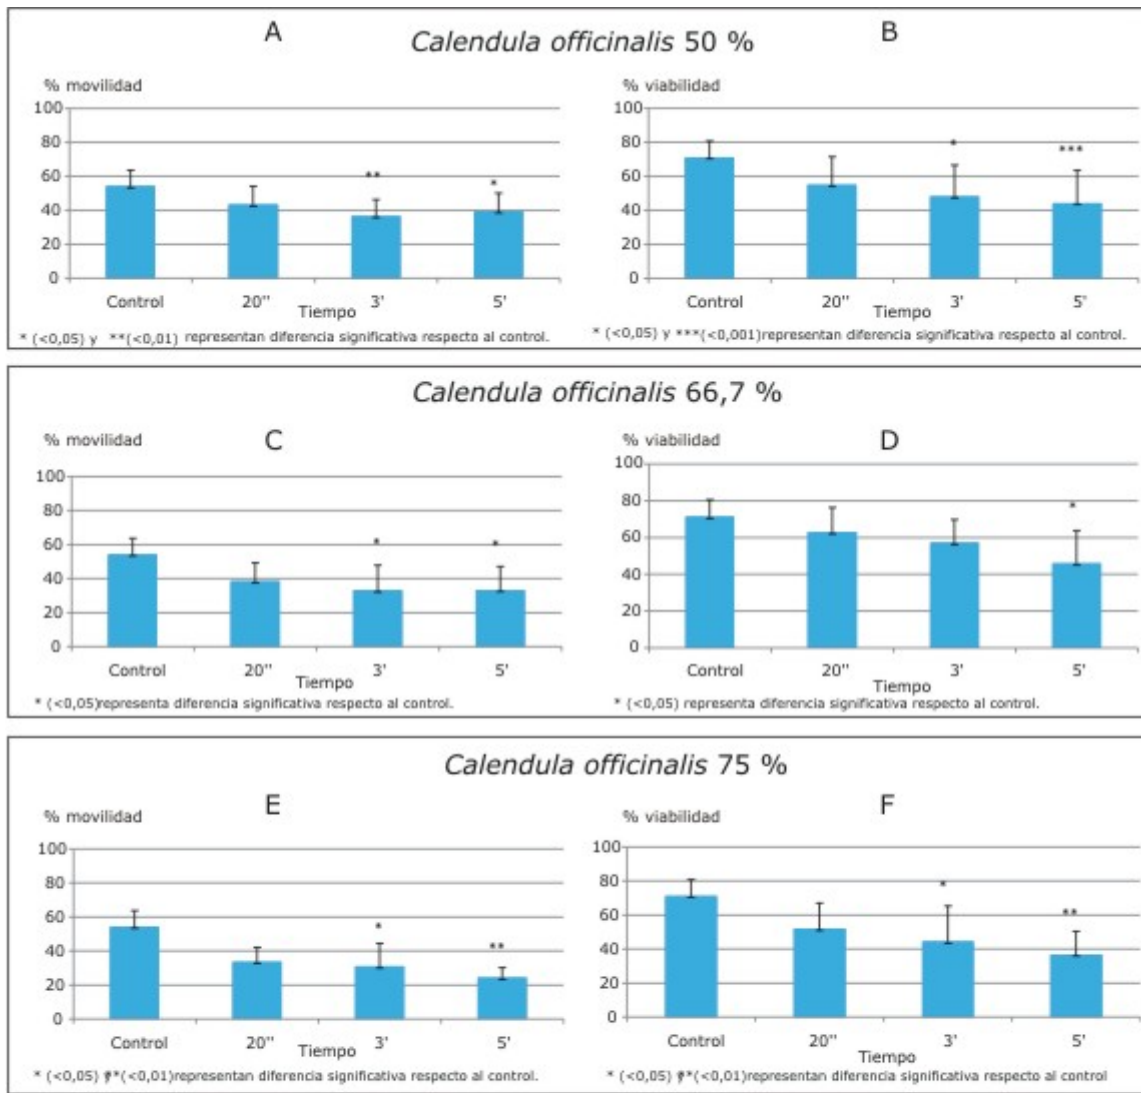 A
B
Calendula officinalis 50 %
% movilidad
100
80
60
40
20
0
**
*
Control 20'' 3' 5'
Tiempo
* (<0,05) y **(<0,01) representan diferencia significativa respecto al control.
% viabilidad
100
80
60
40
20
0
*
***
Control 20'' 3' 5'
Tiempo
* (<0,05) y ***(<0,001)representan diferencia significativa respecto al control.
Calendula officinalis 66,7 %
C
% movilidad
100
80
60
40
20
0
*
*
Control 20'' 3' 5'
Tiempo
* (<0,05)representa diferencia significativa respecto al control.
D
% viabilidad
100
80
60
40
20
0
*
Control 20'' 3' 5'
Tiempo
* (<0,05) representa diferencia significativa respecto al control.
Calendula officinalis 75 %
E
% movilidad
100
80
60
40
20
0
*
**
Control 20'' 3' 5'
Tiempo
* (<0,05) y**(<0,01)representan diferencia significativa respecto al control.
F
% viabilidad
100
80
60
40
20
0
*
**
Control 20'' 3' 5'
Tiempo
* (<0,05) y**(<0,01)representan diferencia significativa respecto al control